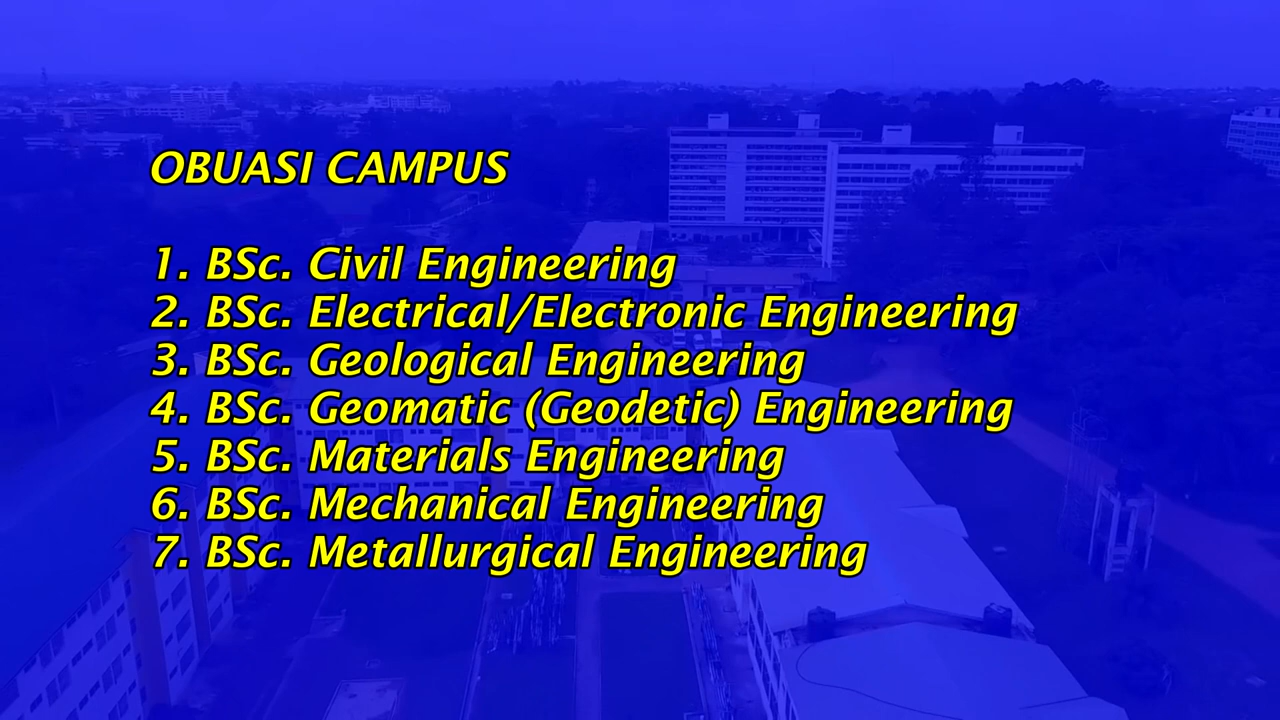 OBUASI CAMPUS
1. BSc. Civil Engineering
2. BSc. Electrical/Electronic Engineering
3. BSc. Geological Engineering
4. BSc. Geomatic (Geodetic) Engineering
5. BSc. Materials Engineering
6. BSc. Mechanical Engineering
7. BSc. Metallurgical Engineering